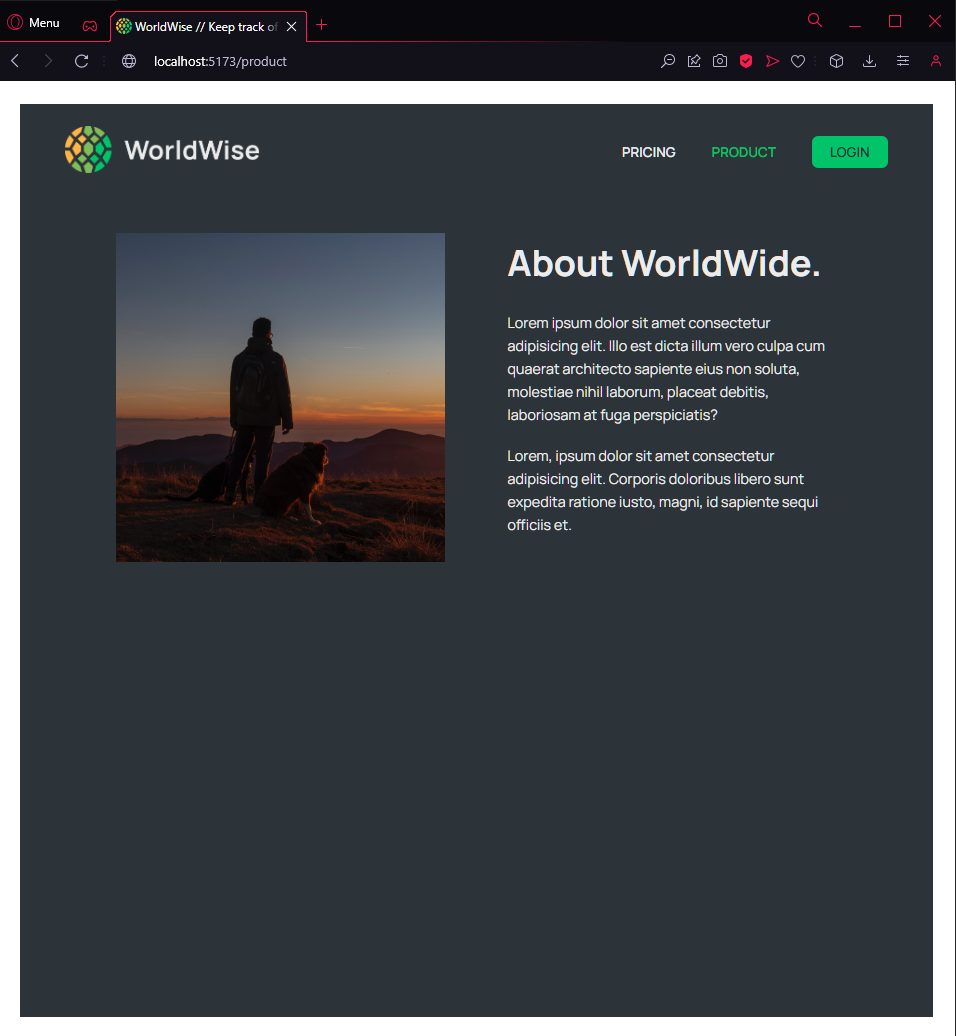 Menu
WorldWise // Keep track of
localhost:5173/product
WorldWise
PRICING
PRODUCT
LOGIN
About WorldWide.
Lorem ipsum dolor sit amet consectetur
adipisicing elit. Illo est dicta illum vero culpa cum
quaerat architecto sapiente eius non soluta,
molestiae nihil laborum, placeat debitis,
laboriosam at fuga perspiciatis?
Lorem, ipsum dolor sit amet consectetur
adipisicing elit. Corporis doloribus libero sunt
expedita ratione iusto, magni, id sapiente sequi
officiis et.